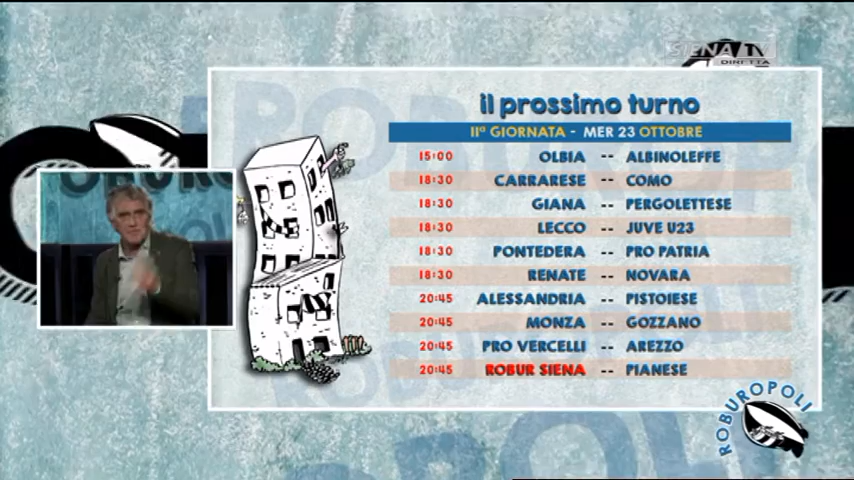 SIENA TV
DIRETTA
il prossimo turno
IIª GIORNATA - MER 23 OTTOBRE
15:00 OLBIA -- ALBINOLEFFE
18:30 CARRARESE -- COMO
18:30 GIANA -- PERGOLETTESE
18:30 LECCO -- JUVE U23
18:30 PONTEDERA -- PRO PATRIA
18:30 RENATE -- NOVARA
20:45 ALESSANDRIA -- PISTOIESE
20:45 MONZA -- GOZZANO
20:45 PRO VERCELLI -- AREZZO
20:45 ROBUR SIENA -- PIANESE
ROBUROPOLI